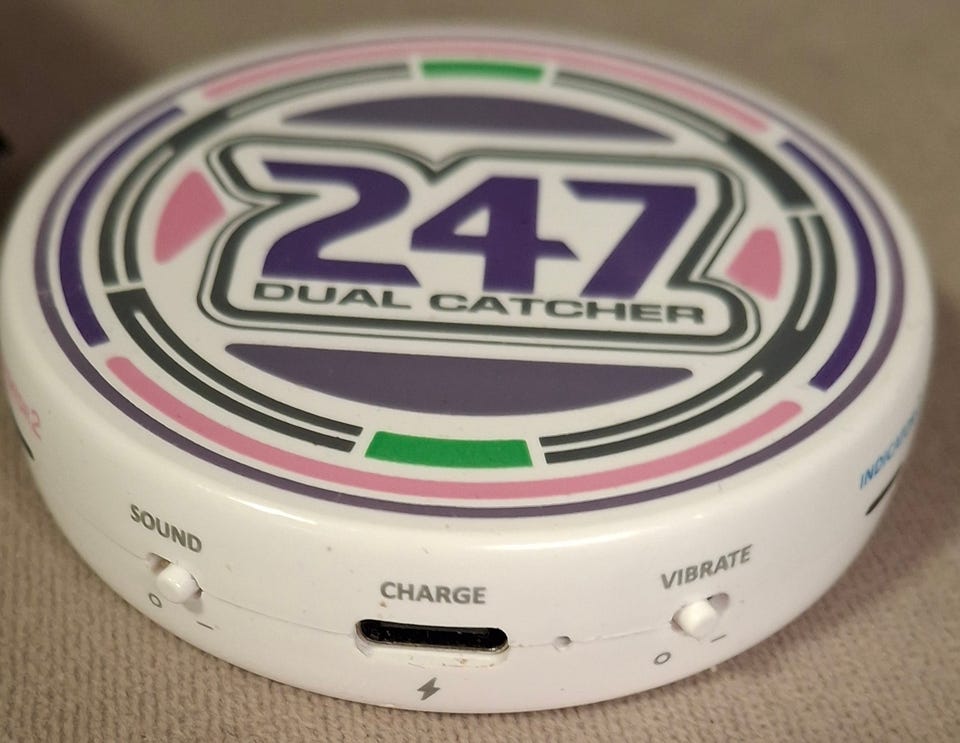 247
DUAL CATCHER
SOUND
CHARGE
VIBRATE